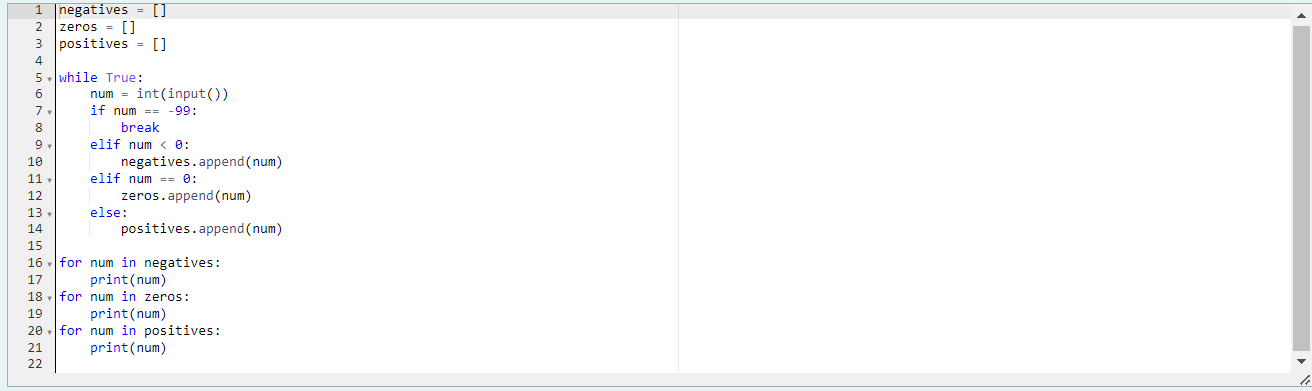 1 negatives = []
2 zeros = []
3 positives = []
4
5 while True:
6     num = int(input())
7     if num == -99:
8         break
9     elif num < 0:
10         negatives.append(num)
11     elif num == 0:
12         zeros.append(num)
13     else:
14         positives.append(num)
15
16 for num in negatives:
17     print(num)
18 for num in zeros:
19     print(num)
20 for num in positives:
21     print(num)
22